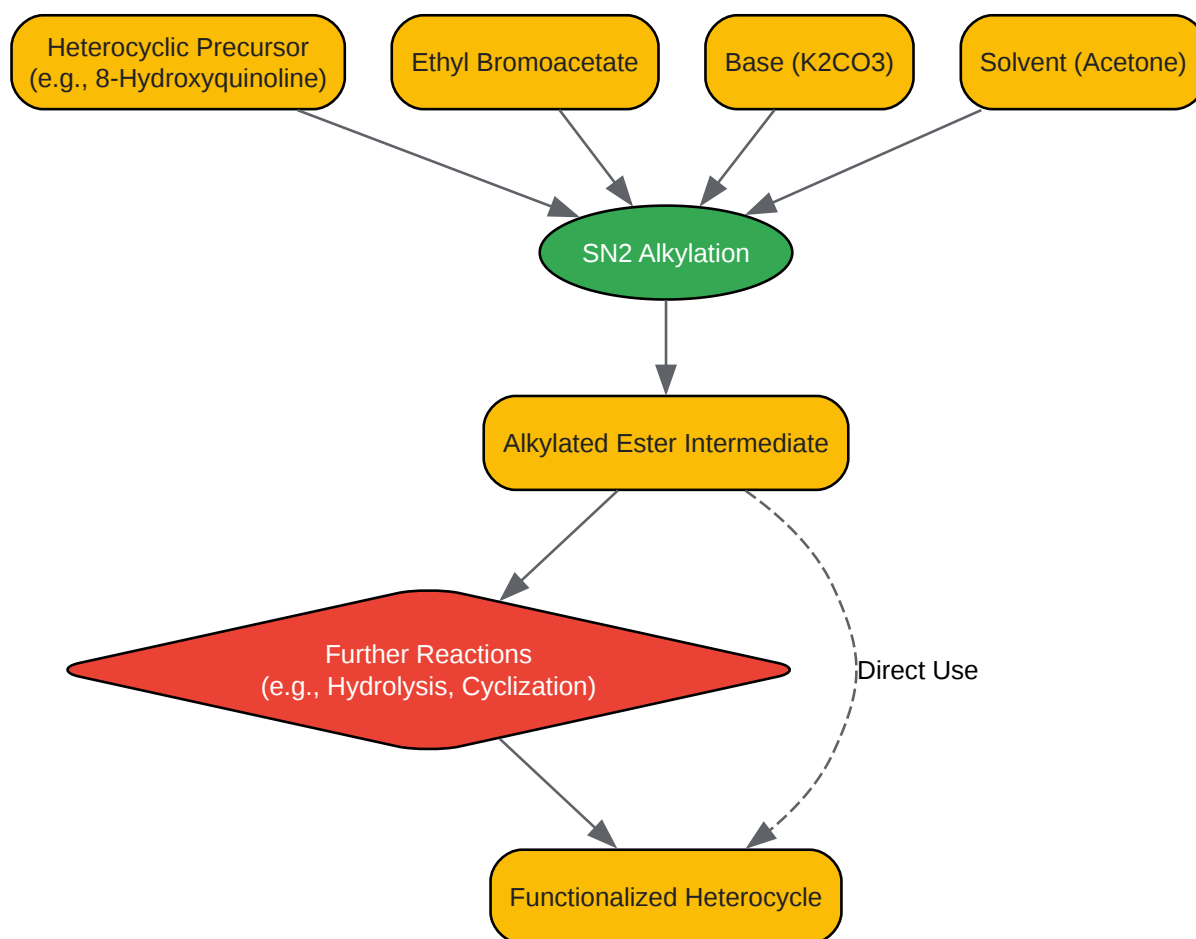 Heterocyclic Precursor
(e.g., 8-Hydroxyquinoline)
Ethyl Bromoacetate
Base (K2CO3)
Solvent (Acetone)
SN2 Alkylation
Alkylated Ester Intermediate
Further Reactions
(e.g., Hydrolysis, Cyclization)
Direct Use
Functionalized Heterocycle